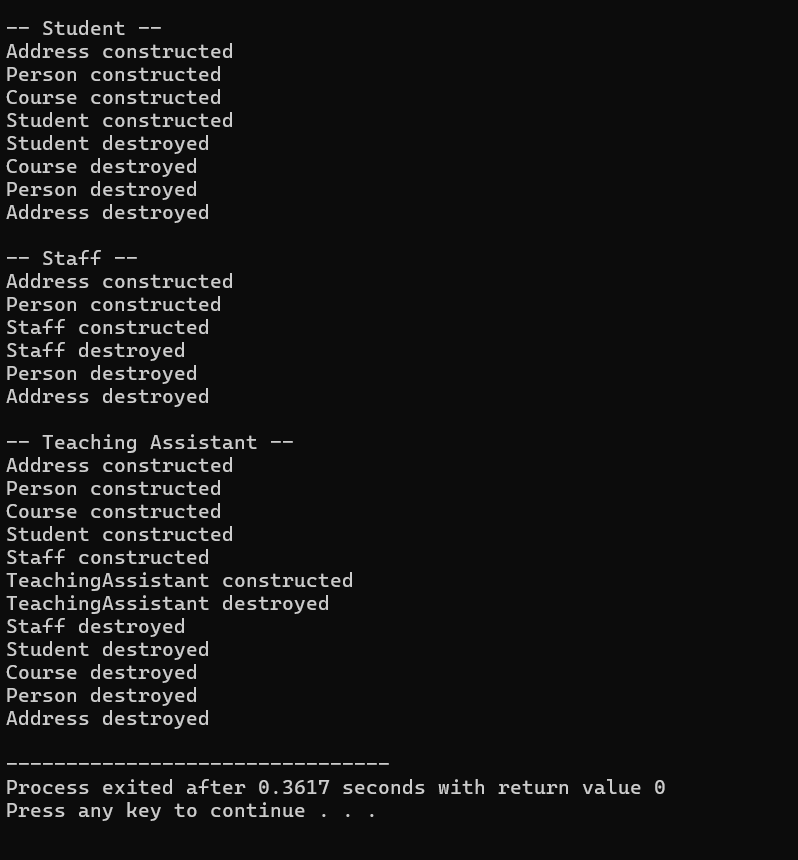 -- Student --
Address constructed
Person constructed
Course constructed
Student constructed
Student destroyed
Course destroyed
Person destroyed
Address destroyed

-- Staff --
Address constructed
Person constructed
Staff constructed
Staff destroyed
Person destroyed
Address destroyed

-- Teaching Assistant --
Address constructed
Person constructed
Course constructed
Student constructed
Staff constructed
TeachingAssistant constructed
TeachingAssistant destroyed
Staff destroyed
Student destroyed
Course destroyed
Person destroyed
Address destroyed

--------------------------------
Process exited after 0.3617 seconds with return value 0
Press any key to continue . . .